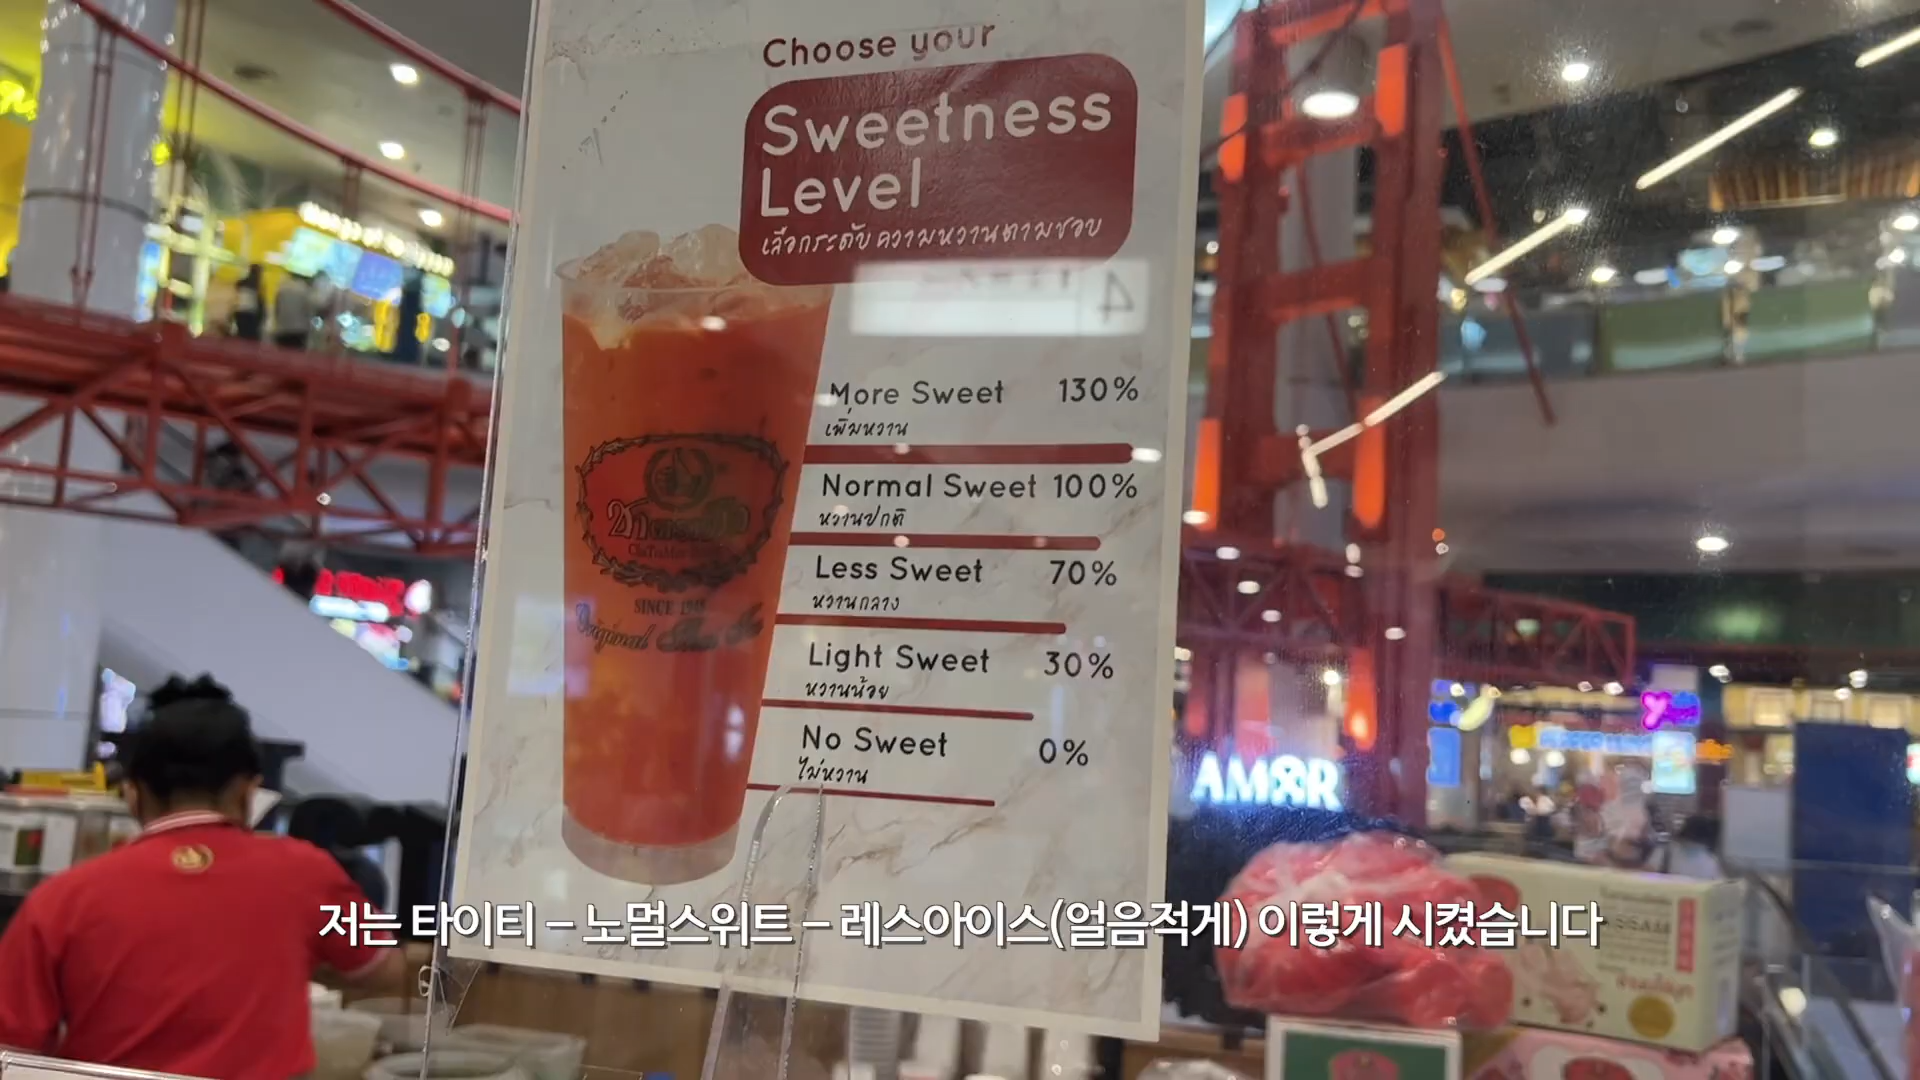 Choose your
Sweetness
Level
เลือกระดับความหวานตามชอบ
More Sweet 130%
เพิ่มหวาน
Normal Sweet 100%
หวานปกติ
Less Sweet 70%
หวานกลาง
Light Sweet 30%
หวานน้อย
No Sweet 0%
ไม่หวาน
SINCE 1945
Original
AMOR
저는 타이티 – 노멀스위트 – 레스아이스(얼음적게) 이렇게 시켰습니다